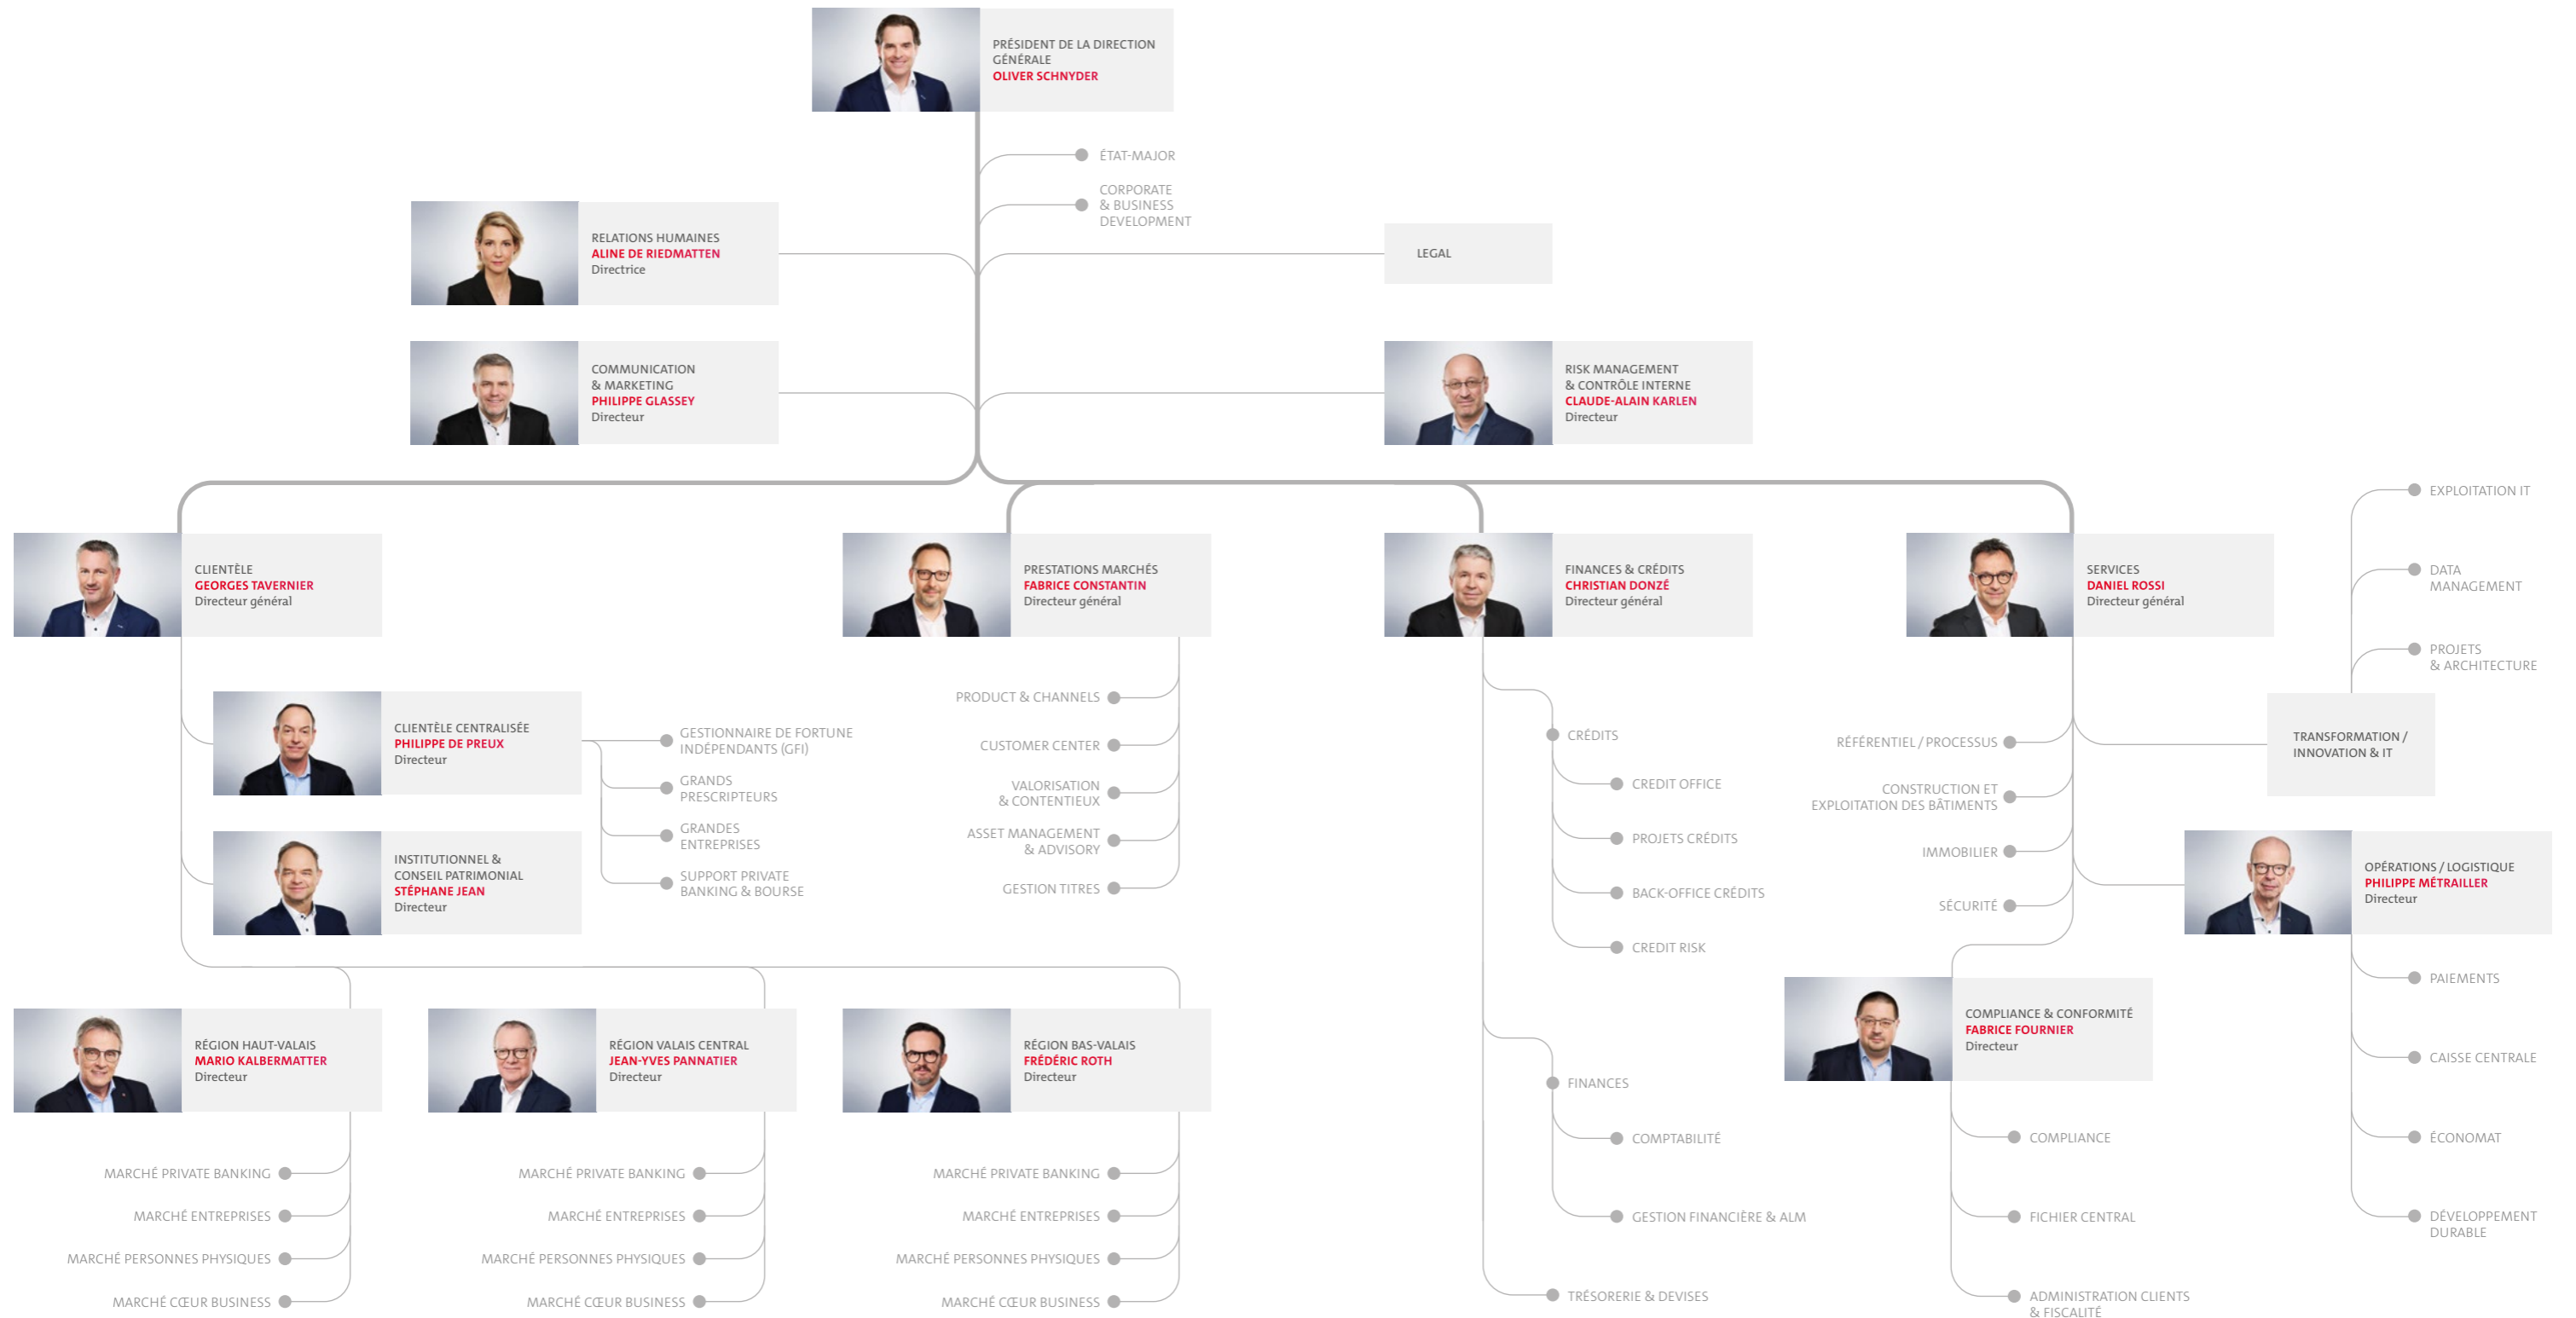 PRÉSIDENT DE LA DIRECTION
GÉNÉRALE
OLIVER SCHNYDER
ÉTAT-MAJOR
CORPORATE
& BUSINESS
DEVELOPMENT
RELATIONS HUMAINES
ALINE DE RIEDMATTEN
Directrice
LEGAL
COMMUNICATION
& MARKETING
PHILIPPE GLASSEY
Directeur
RISK MANAGEMENT
& CONTRÔLE INTERNE
CLAUDE-ALAIN KARLEN
Directeur
CLIENTÈLE
GEORGES TAVERNIER
Directeur général
PRESTATIONS MARCHÉS
FABRICE CONSTANTIN
Directeur général
FINANCES & CRÉDITS
CHRISTIAN DONZÉ
Directeur général
SERVICES
DANIEL ROSSI
Directeur général
EXPLOITATION IT
DATA
MANAGEMENT
PROJETS
& ARCHITECTURE
TRANSFORMATION /
INNOVATION & IT
CLIENTÈLE CENTRALISÉE
PHILIPPE DE PREUX
Directeur
GESTIONNAIRE DE FORTUNE
INDÉPENDANTS (GFI)
GRANDS
PRESCRIPTEURS
GRANDES
ENTREPRISES
SUPPORT PRIVATE
BANKING & BOURSE
INSTITUTIONNEL &
CONSEIL PATRIMONIAL
STÉPHANE JEAN
Directeur
PRODUCT & CHANNELS
CUSTOMER CENTER
VALORISATION
& CONTENTIEUX
ASSET MANAGEMENT
& ADVISORY
GESTION TITRES
CRÉDITS
CREDIT OFFICE
PROJETS CRÉDITS
BACK-OFFICE CRÉDITS
CREDIT RISK
RÉFÉRENTIEL / PROCESSUS
CONSTRUCTION ET
EXPLOITATION DES BÂTIMENTS
IMMOBILIER
SÉCURITÉ
OPÉRATIONS / LOGISTIQUE
PHILIPPE MÉTRAILLER
Directeur
PAIEMENTS
CAISSE CENTRALE
ÉCONOMAT
DÉVELOPPEMENT
DURABLE
RÉGION HAUT-VALAIS
MARIO KALBERMATTER
Directeur
MARCHÉ PRIVATE BANKING
MARCHÉ ENTREPRISES
MARCHÉ PERSONNES PHYSIQUES
MARCHÉ CŒUR BUSINESS
RÉGION VALAIS CENTRAL
JEAN-YVES PANNATIER
Directeur
MARCHÉ PRIVATE BANKING
MARCHÉ ENTREPRISES
MARCHÉ PERSONNES PHYSIQUES
MARCHÉ CŒUR BUSINESS
RÉGION BAS-VALAIS
FRÉDÉRIC ROTH
Directeur
MARCHÉ PRIVATE BANKING
MARCHÉ ENTREPRISES
MARCHÉ PERSONNES PHYSIQUES
MARCHÉ CŒUR BUSINESS
FINANCES
COMPTABILITÉ
GESTION FINANCIÈRE & ALM
TRÉSORERIE & DEVISES
COMPLIANCE & CONFORMITÉ
FABRICE FOURNIER
Directeur
COMPLIANCE
FICHIER CENTRAL
ADMINISTRATION CLIENTS
& FISCALITÉ